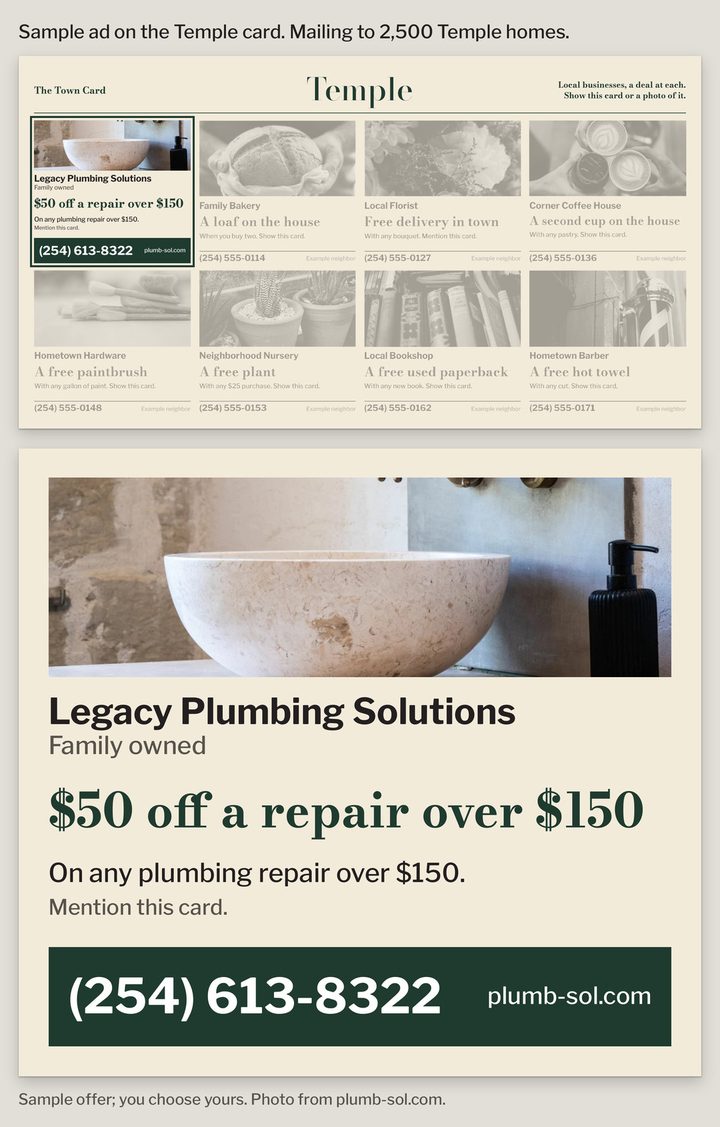 Sample ad on the Temple card. Mailing to 2,500 Temple homes.
The Town Card
Temple
Local businesses, a deal at each.
Show this card or a photo of it.
Legacy Plumbing Solutions
Family owned
$50 off a repair over $150
On any plumbing repair over $150.
Mention this card.
(254) 613-8322 plumb-sol.com
Family Bakery
A loaf on the house
When you buy two. Show this card.
(254) 555-0114 Example neighbor
Local Florist
Free delivery in town
With any bouquet. Mention this card.
(254) 555-0127 Example neighbor
Corner Coffee House
A second cup on the house
With any pastry. Show this card.
(254) 555-0136 Example neighbor
Hometown Hardware
A free paintbrush
With any gallon of paint. Show this card.
(254) 555-0148 Example neighbor
Neighborhood Nursery
A free plant
With any $25 purchase. Show this card.
(254) 555-0153 Example neighbor
Local Bookshop
A free used paperback
With any new book. Show this card.
(254) 555-0162 Example neighbor
Hometown Barber
A free hot towel
With any cut. Show this card.
(254) 555-0171 Example neighbor
Legacy Plumbing Solutions
Family owned
$50 off a repair over $150
On any plumbing repair over $150.
Mention this card.
(254) 613-8322 plumb-sol.com
Sample offer; you choose yours. Photo from plumb-sol.com.